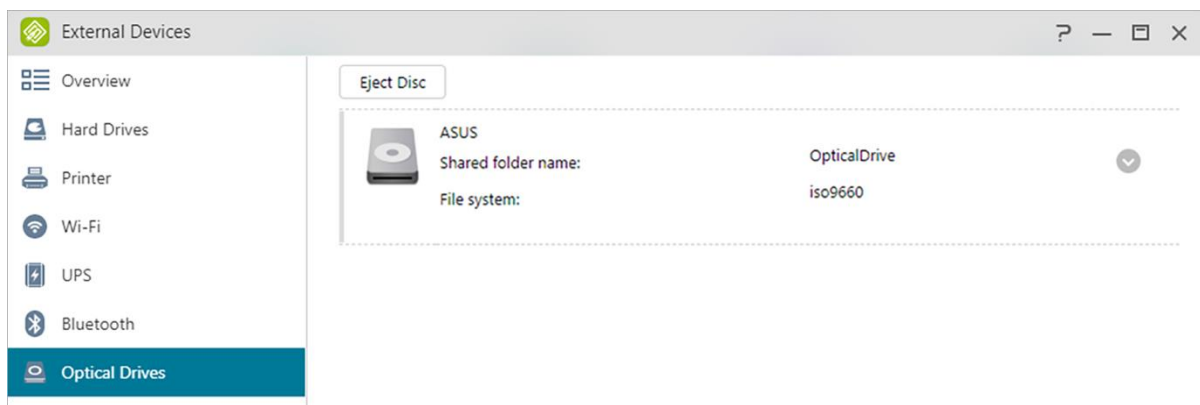 External Devices
Overview
Hard Drives
Printer
Wi-Fi
UPS
Bluetooth
Optical Drives
Eject Disc
ASUS
Shared folder name: OpticalDrive
File system: iso9660